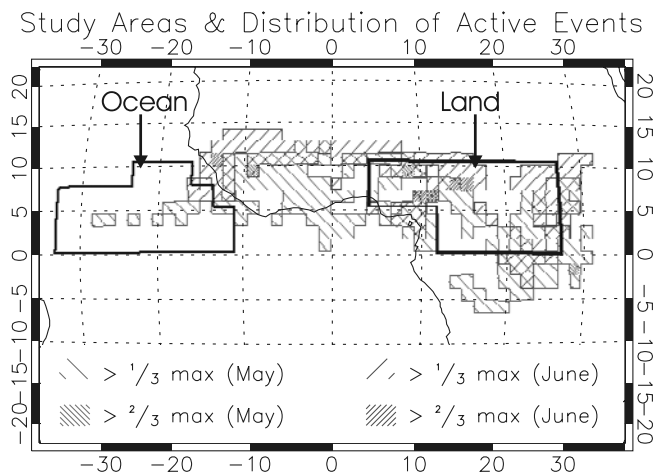 Study Areas & Distribution of Active Events
−30 −20 −10 0 10 20 30
20 20
Ocean Land
15 15
10 10
5 5
0 0
−5 −5
−10 −10
−15 −15
> 1/3 max (May) > 1/3 max (June)
> 2/3 max (May) > 2/3 max (June)
−20 −20
−30 −20 −10 0 10 20 30